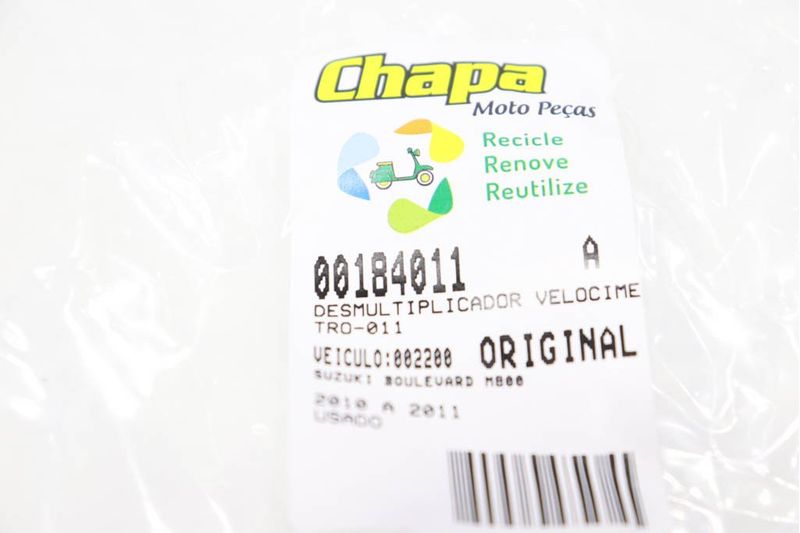 Chapa
Moto Peças
Recicle
Renove
Reutilize
00184011 A
DESMULTIPLICADOR VELOCIME
TRO-011
VEICULO:002200 ORIGINAL
SUZUKI BOULEVARD M800
2010 A 2011
USADO